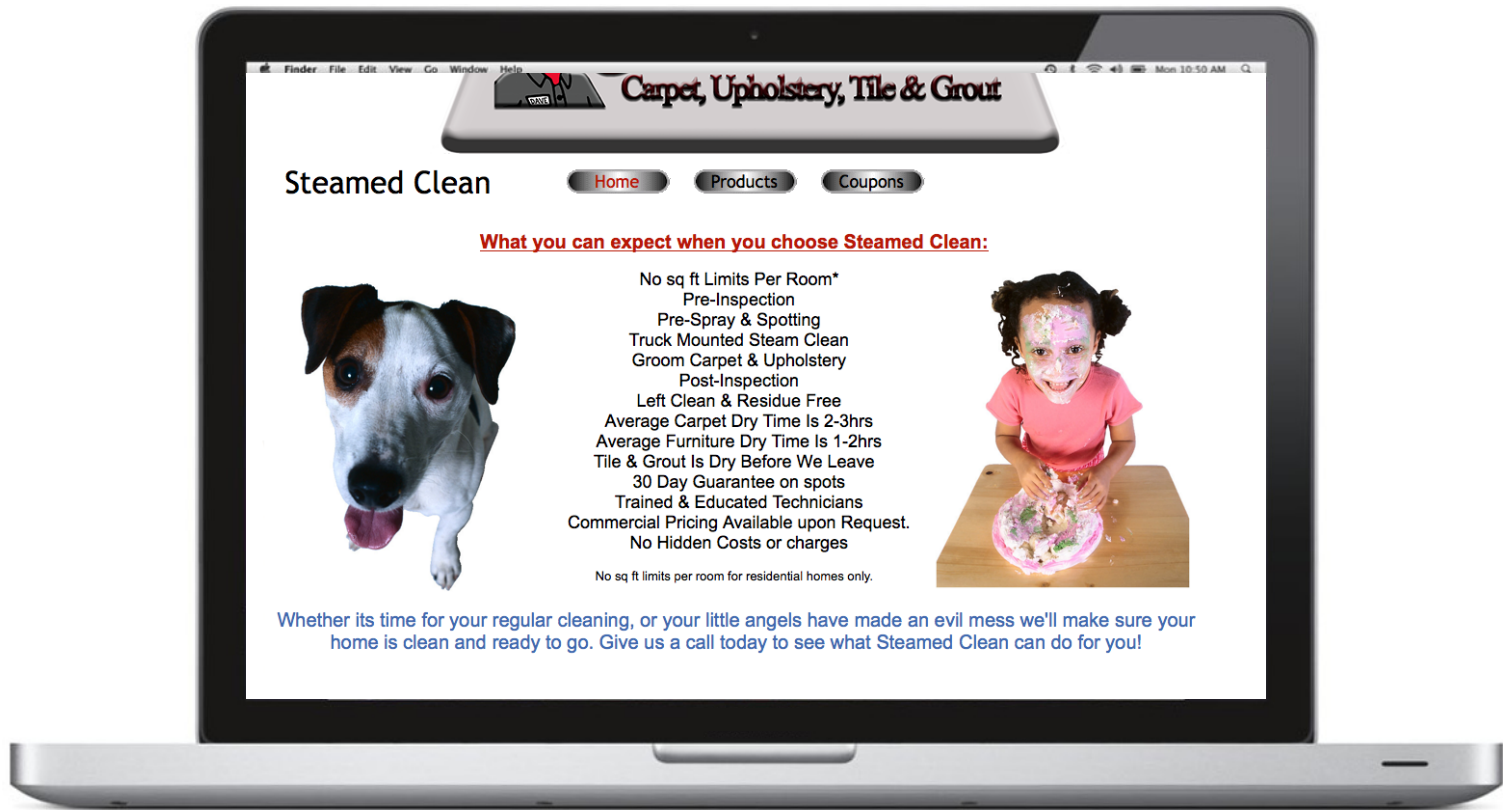 Finder File Edit View Go Window Help Mon 10:50 AM
DAVE
Carpet, Upholstery, Tile & Grout
Steamed Clean
Home Products Coupons
What you can expect when you choose Steamed Clean:
No sq ft Limits Per Room*
Pre-Inspection
Pre-Spray & Spotting
Truck Mounted Steam Clean
Groom Carpet & Upholstery
Post-Inspection
Left Clean & Residue Free
Average Carpet Dry Time Is 2-3hrs
Average Furniture Dry Time Is 1-2hrs
Tile & Grout Is Dry Before We Leave
30 Day Guarantee on spots
Trained & Educated Technicians
Commercial Pricing Available upon Request.
No Hidden Costs or charges
No sq ft limits per room for residential homes only.
Whether its time for your regular cleaning, or your little angels have made an evil mess we'll make sure your
home is clean and ready to go. Give us a call today to see what Steamed Clean can do for you!